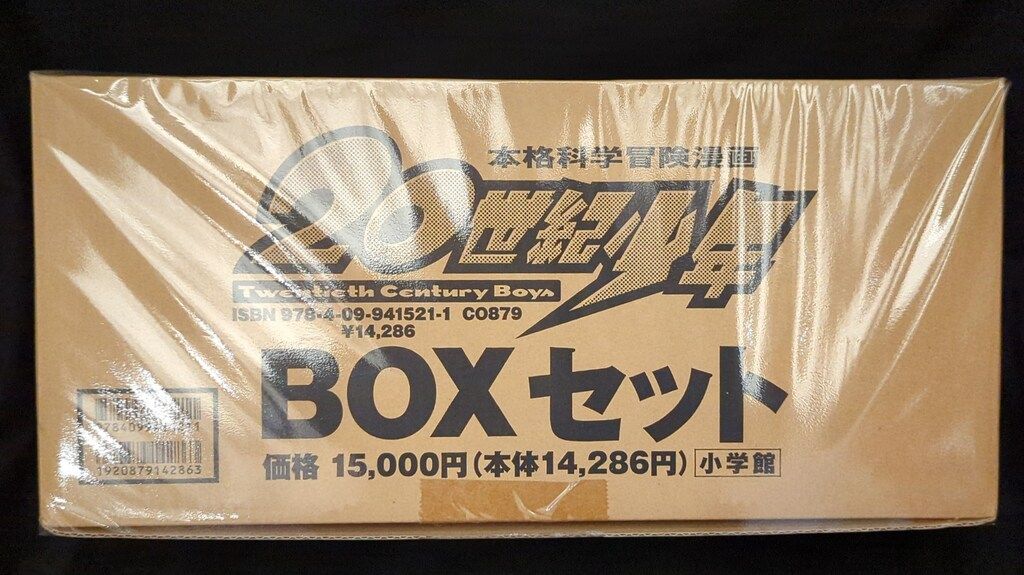 本格科学冒険漫画
20世紀少年
Twentieth Century Boys
ISBN 978-4-09-941521-1 C0879
¥14,286
BOXセット
価格 15,000円(本体14,286円) 小学館
1920879142863